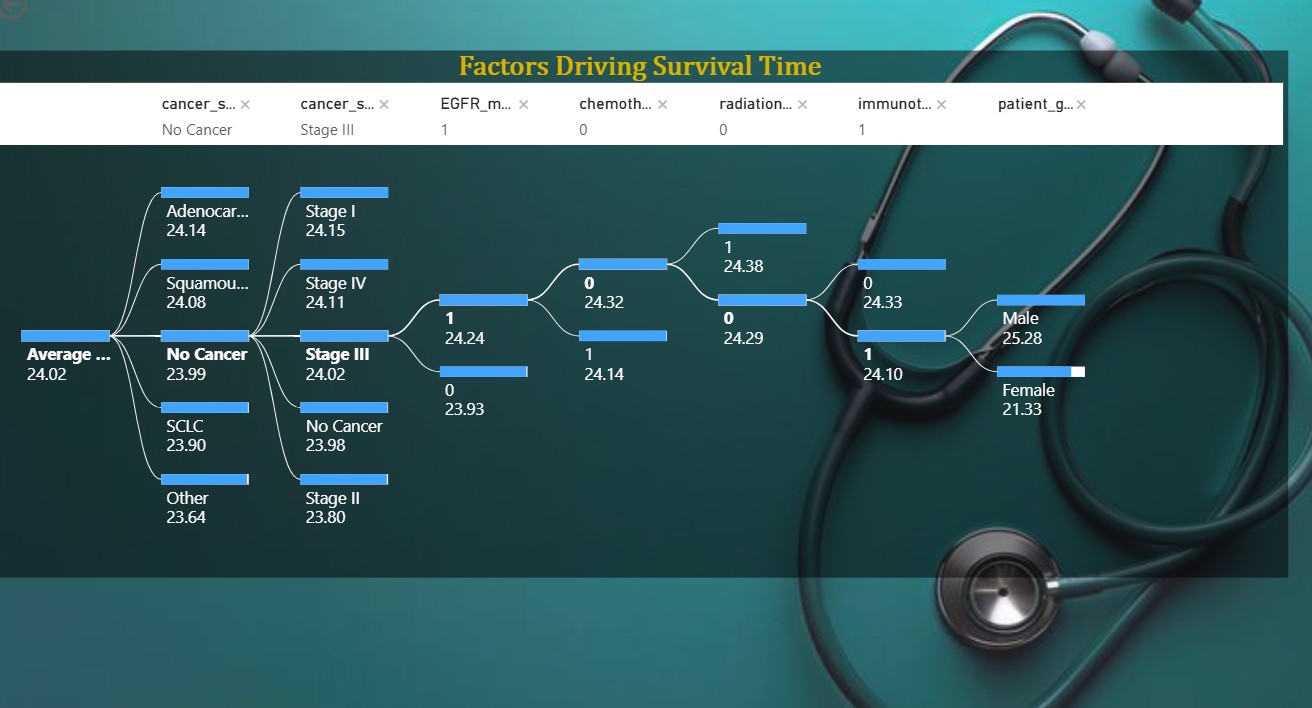 Factors Driving Survival Time
cancer_s... × cancer_s... × EGFR_m... × chemoth... × radiation... × immunot... × patient_g... ×
No Cancer Stage III 1 0 0 1
Average ...
24.02
Adenocar...
24.14
Squamou...
24.08
No Cancer
23.99
SCLC
23.90
Other
23.64
Stage I
24.15
Stage IV
24.11
Stage III
24.02
No Cancer
23.98
Stage II
23.80
1
24.24
0
23.93
0
24.32
1
24.14
1
24.38
0
24.29
0
24.33
1
24.10
Male
25.28
Female
21.33